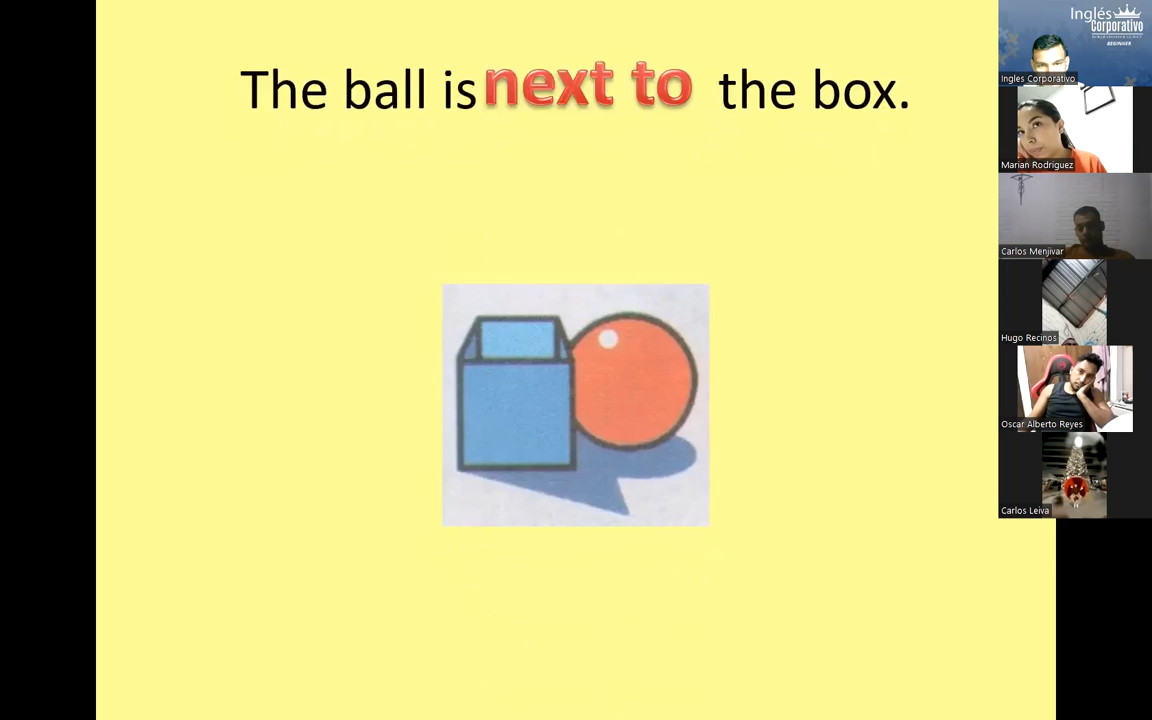 The ball is next to the box.
Inglés
Corporativo
BEGINNER
Ingles Corporativo
Marian Rodriguez
Carlos Menjivar
Hugo Recinos
Oscar Alberto Reyes
Carlos Leiva